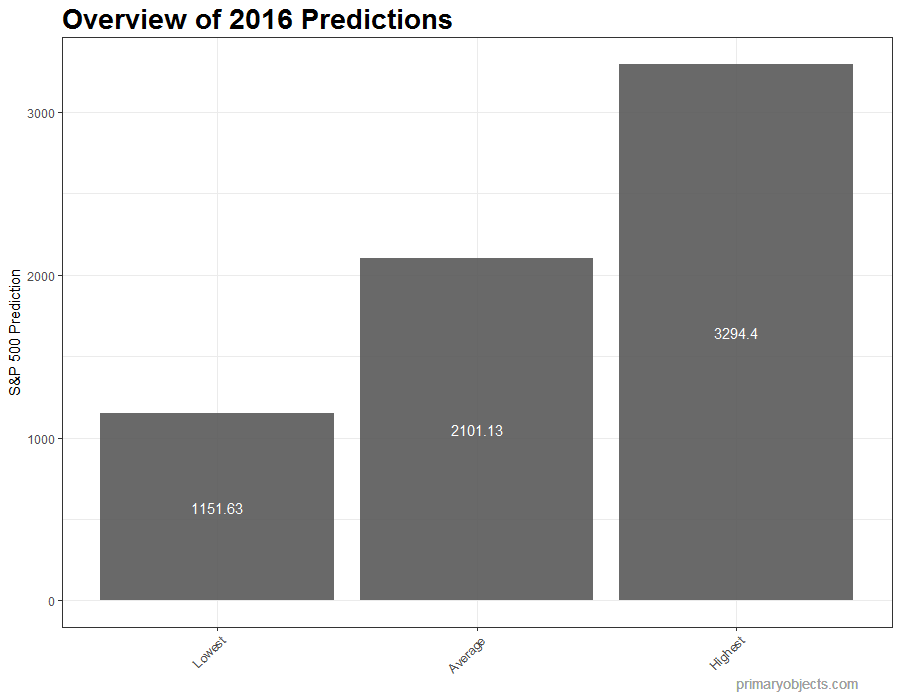 Overview of 2016 Predictions
S&P 500 Prediction
3000
2000
1000
0
1151.63
2101.13
3294.4
Lowest
Average
Highest
primaryobjects.com